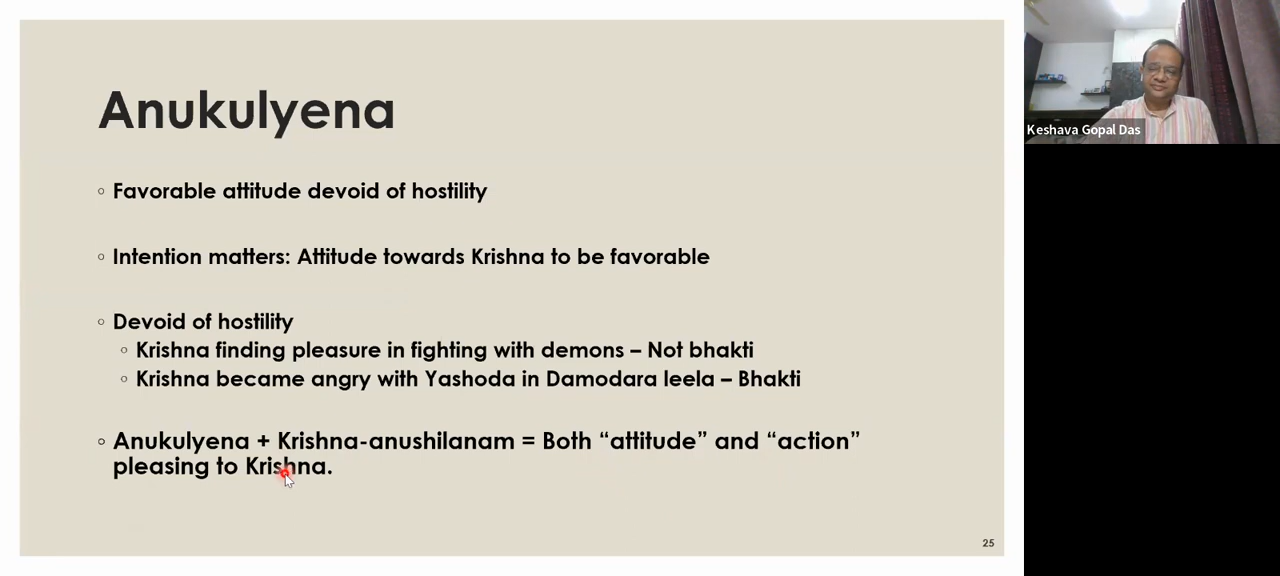 Anukulyena
Favorable attitude devoid of hostility
Intention matters: Attitude towards Krishna to be favorable
Devoid of hostility
Krishna finding pleasure in fighting with demons – Not bhakti
Krishna became angry with Yashoda in Damodara leela – Bhakti
Anukulyena + Krishna-anushilanam = Both “attitude” and “action”
pleasing to Krishna.
25
Keshava Gopal Das